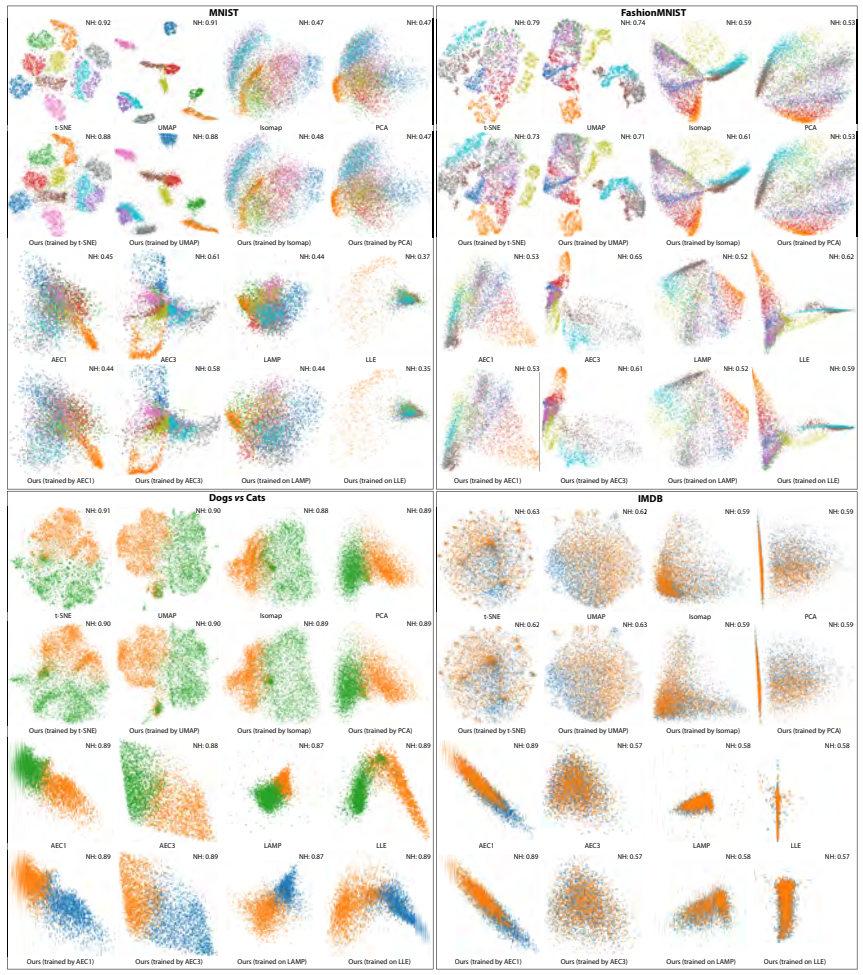 MNIST
NH: 0.92 NH: 0.91 NH: 0.47 NH: 0.47
t-SNE UMAP Isomap PCA
NH: 0.88 NH: 0.88 NH: 0.48 NH: 0.47
Ours (trained by t-SNE) Ours (trained by UMAP) Ours (trained by Isomap) Ours (trained by PCA)
NH: 0.45 NH: 0.61 NH: 0.44 NH: 0.37
AEC1 AEC3 LAMP LLE
NH: 0.44 NH: 0.58 NH: 0.44 NH: 0.35
Ours (trained by AEC1) Ours (trained by AEC3) Ours (trained on LAMP) Ours (trained on LLE)
FashionMNIST
NH: 0.79 NH: 0.74 NH: 0.59 NH: 0.53
t-SNE UMAP Isomap PCA
NH: 0.73 NH: 0.71 NH: 0.61 NH: 0.53
Ours (trained by t-SNE) Ours (trained by UMAP) Ours (trained by Isomap) Ours (trained by PCA)
NH: 0.53 NH: 0.65 NH: 0.52 NH: 0.62
AEC1 AEC3 LAMP LLE
NH: 0.53 NH: 0.61 NH: 0.52 NH: 0.59
Ours (trained by AEC1) Ours (trained by AEC3) Ours (trained on LAMP) Ours (trained on LLE)
Dogs vs Cats
NH: 0.91 NH: 0.90 NH: 0.88 NH: 0.89
t-SNE UMAP Isomap PCA
NH: 0.90 NH: 0.90 NH: 0.89 NH: 0.89
Ours (trained by t-SNE) Ours (trained by UMAP) Ours (trained by Isomap) Ours (trained by PCA)
NH: 0.89 NH: 0.88 NH: 0.87 NH: 0.89
AEC1 AEC3 LAMP LLE
NH: 0.89 NH: 0.89 NH: 0.87 NH: 0.89
Ours (trained by AEC1) Ours (trained by AEC3) Ours (trained on LAMP) Ours (trained on LLE)
IMDB
NH: 0.63 NH: 0.62 NH: 0.59 NH: 0.59
t-SNE UMAP Isomap PCA
NH: 0.62 NH: 0.63 NH: 0.59 NH: 0.59
Ours (trained by t-SNE) Ours (trained by UMAP) Ours (trained by Isomap) Ours (trained by PCA)
NH: 0.89 NH: 0.57 NH: 0.58 NH: 0.58
AEC1 AEC3 LAMP LLE
NH: 0.89 NH: 0.57 NH: 0.58 NH: 0.57
Ours (trained by AEC1) Ours (trained by AEC3) Ours (trained on LAMP) Ours (trained on LLE)